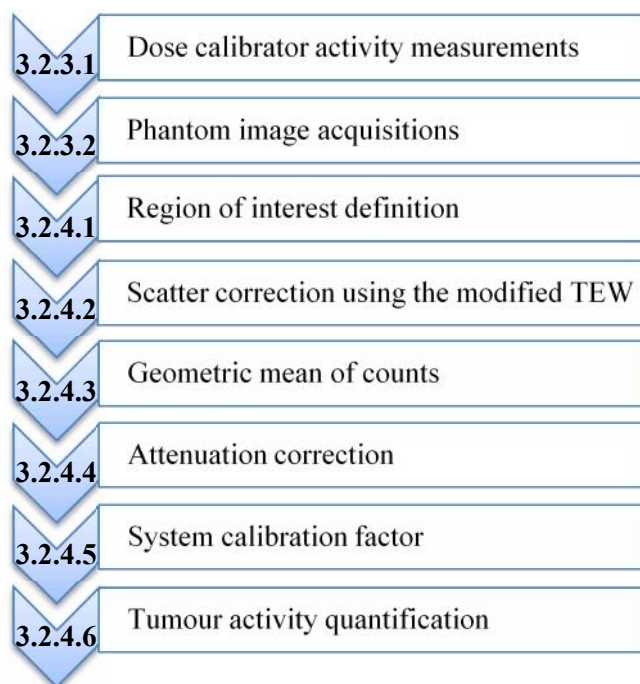 3.2.3.1 Dose calibrator activity measurements
3.2.3.2 Phantom image acquisitions
3.2.4.1 Region of interest definition
3.2.4.2 Scatter correction using the modified TEW
3.2.4.3 Geometric mean of counts
3.2.4.4 Attenuation correction
3.2.4.5 System calibration factor
3.2.4.6 Tumour activity quantification